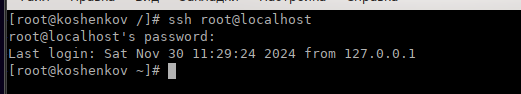 [root@koshenkov /]# ssh root@localhost
root@localhost's password:
Last login: Sat Nov 30 11:29:24 2024 from 127.0.0.1
[root@koshenkov ~]#